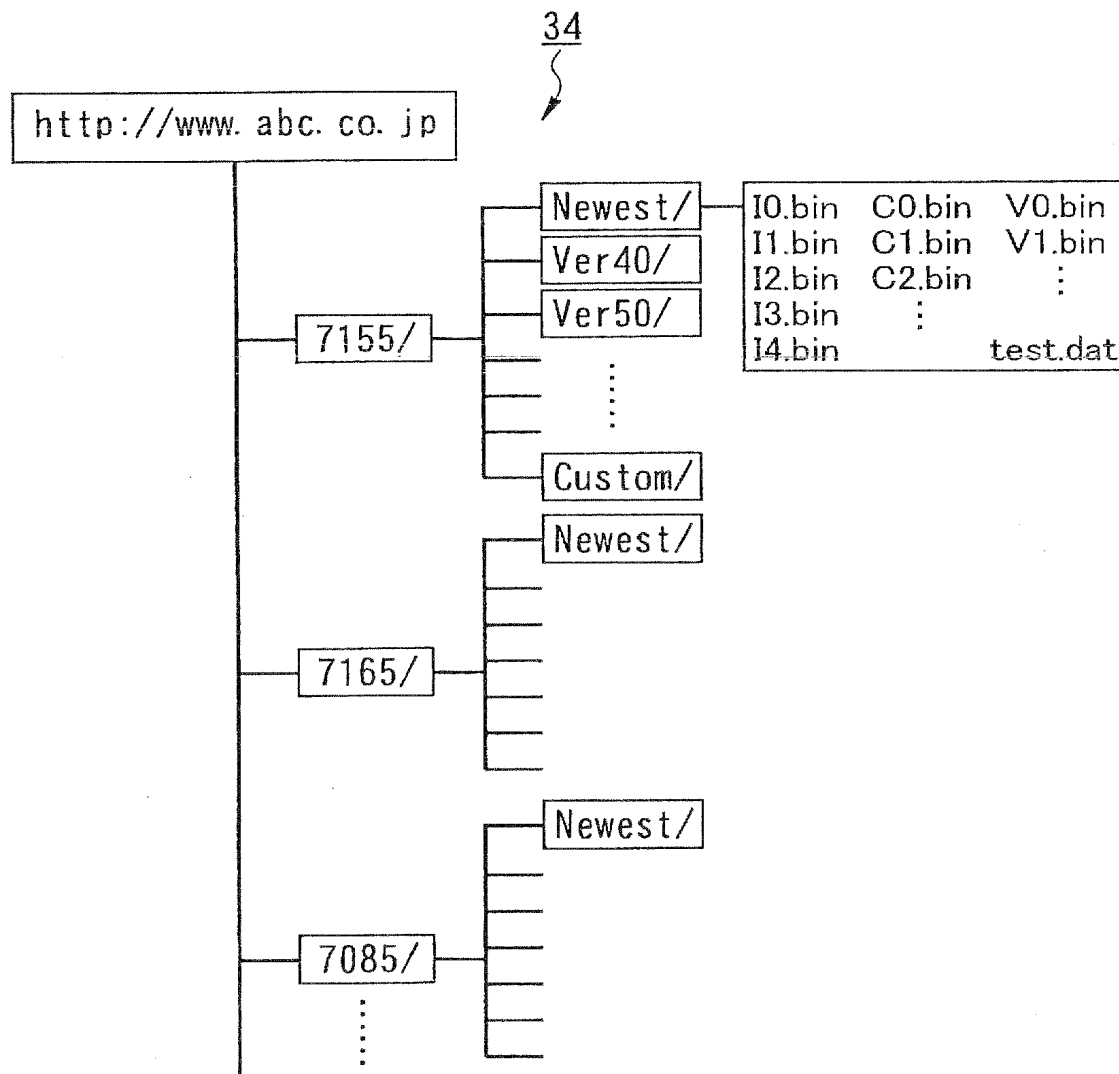 34
http://www.abc.co.jp
Newest/
I0.bin C0.bin V0.bin
Ver40/
I1.bin C1.bin V1.bin
I2.bin C2.bin
Ver50/
I3.bin
7155/
I4.bin test.dat
Custom/
Newest/
7165/
Newest/
7085/